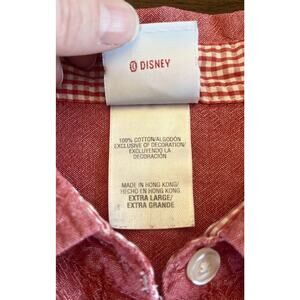 DISNEY
100% COTTON/ALGODÓN
EXCLUSIVE OF DECORATION/
EXCLUYENDO LA
DECORACIÓN
MADE IN HONG KONG/
HECHO EN HONG KONG
EXTRA LARGE/
EXTRA GRANDE